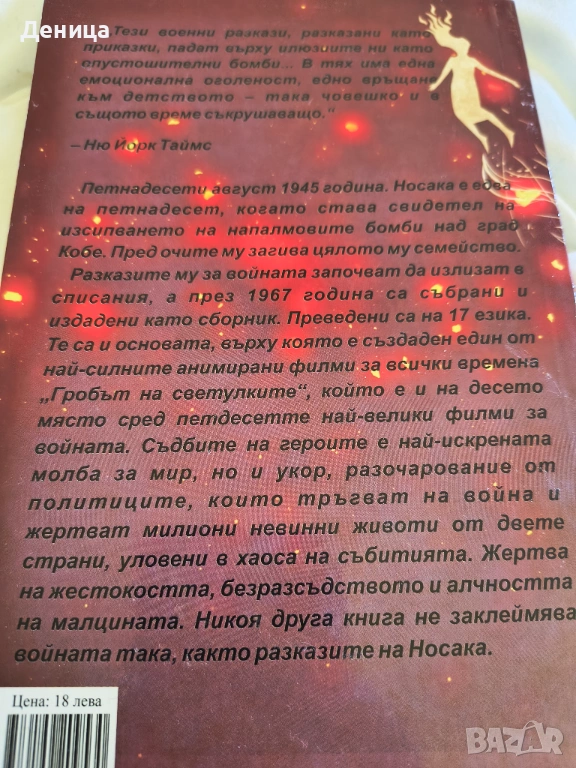 Деница
„Тези военни разкази, разказани като
приказки, падат върху илюзиите ни като
опустошителни бомби... В тях има една
емоционална оголеност, едно връщане
към детството – така човешко и в
същото време съкрушаващо.“
– Ню Йорк Таймс
Петнадесети август 1945 година. Носака е едва
на петнадесет, когато става свидетел на
изсипването на напалмовите бомби над град
Кобе. Пред очите му загива цялото му семейство.
Разказите му за войната започват да излизат в
списания, а през 1967 година са събрани и
издадени като сборник. Преведени са на 17 езика.
Те са и основата, върху която е създаден един от
най-силните анимирани филми за всички времена
„Гробът на светулките“, който е и на десето
място сред петдесетте най-велики филми за
войната. Съдбите на героите е най-искрената
молба за мир, но и укор, разочарование от
политиците, които тръгват на война и
жертват милиони невинни животи от двете
страни, уловени в хаоса на събитията. Жертва
на жестокостта, безразсъдството и алчността
на малцината. Никоя друга книга не заклеймява
войната така, както разказите на Носака.
Цена: 18 лева
BAZAR